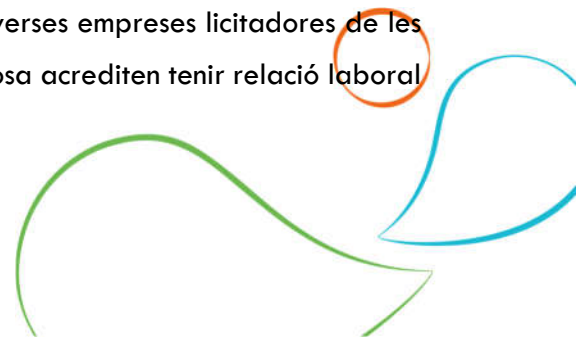 verses empreses licitadores de les
osa acrediten tenir relació laboral